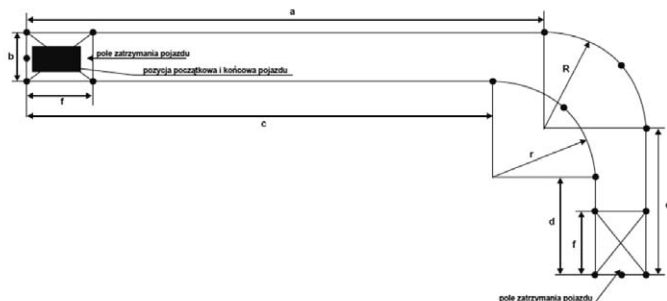 a
b
pole zatrzymania pojazdu
pozycja początkowa i końcowa pojazdu
f
c
R
r
d
f
pole zatrzymania pojazdu